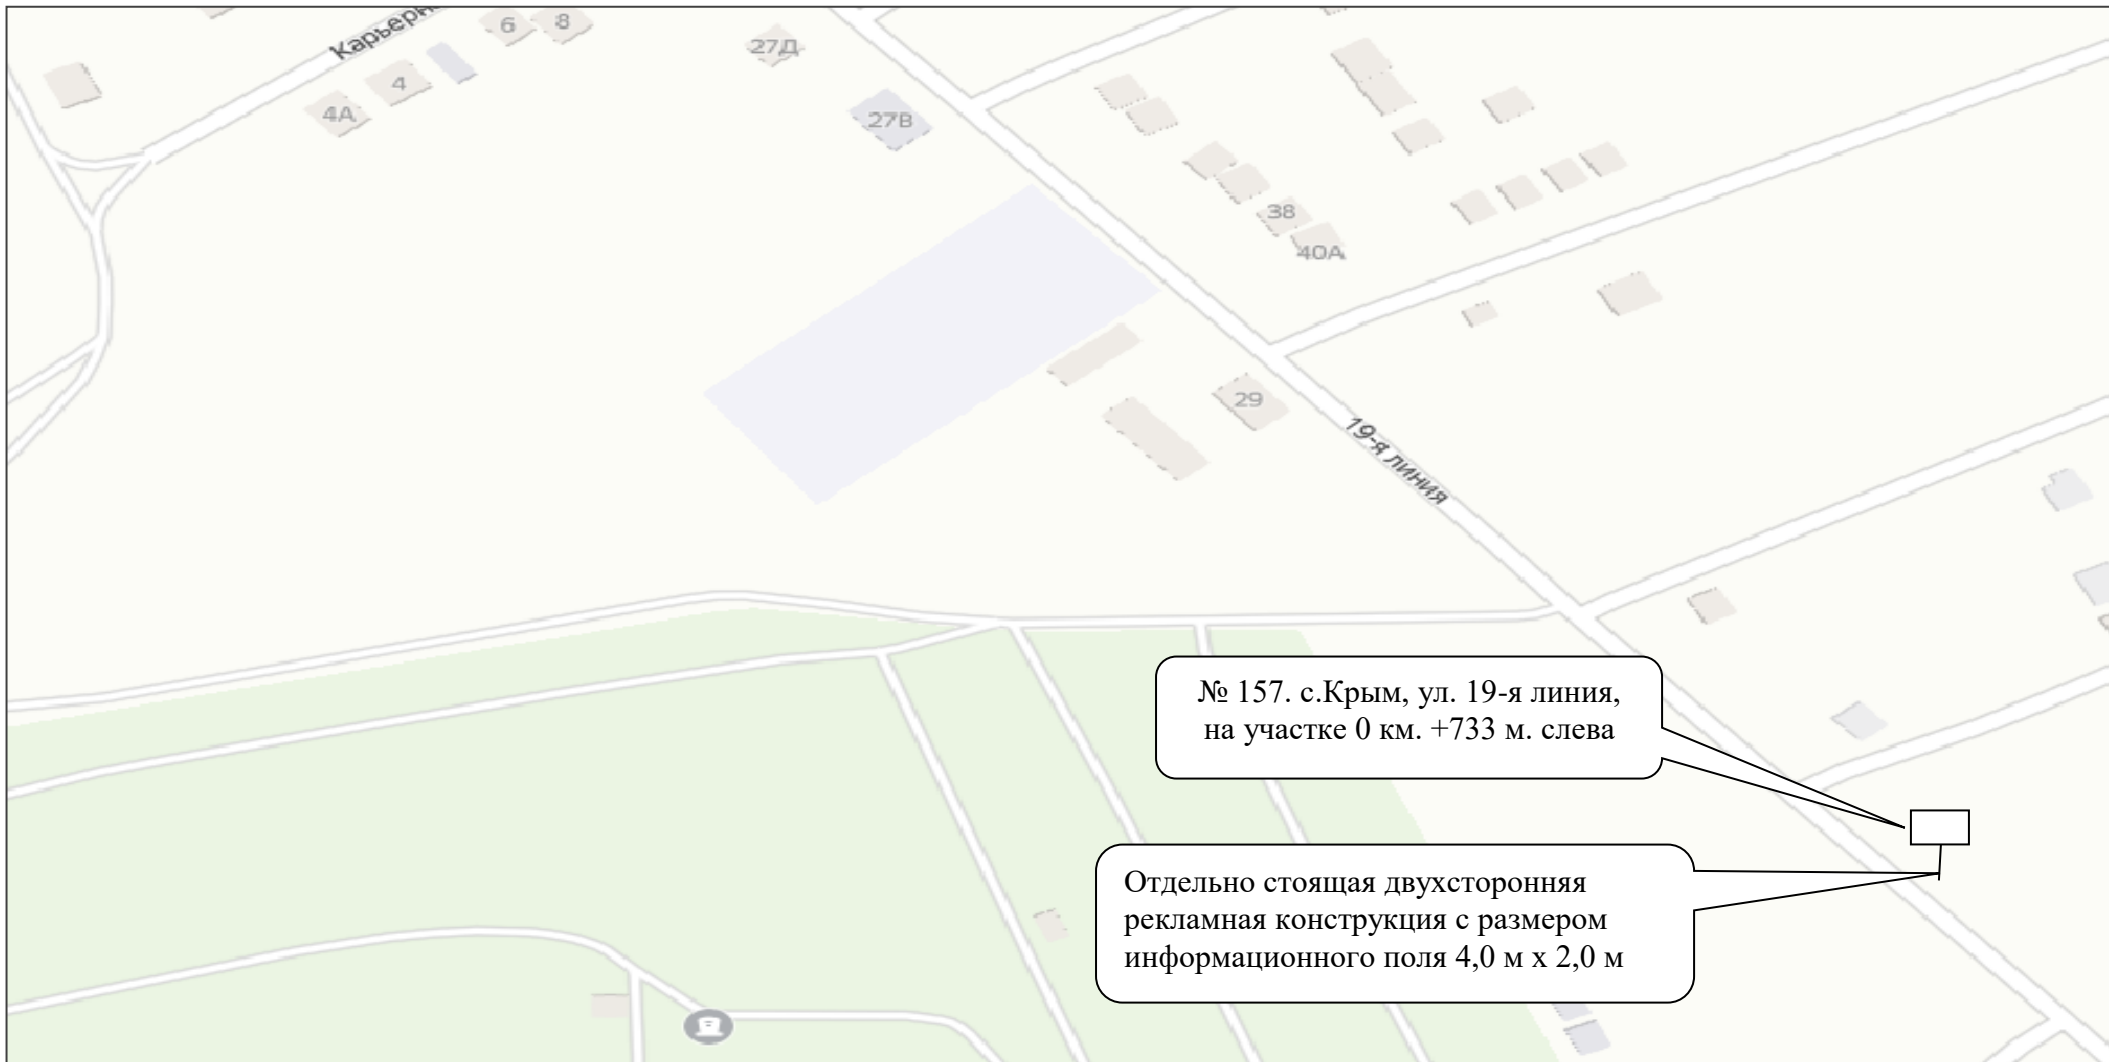 Карьерн
6
8
27Д
4
4А
27В
38
40А
29
19-я линия
№ 157. с.Крым, ул. 19-я линия,
на участке 0 км. +733 м. слева
Отдельно стоящая двухсторонняя
рекламная конструкция с размером
информационного поля 4,0 м х 2,0 м